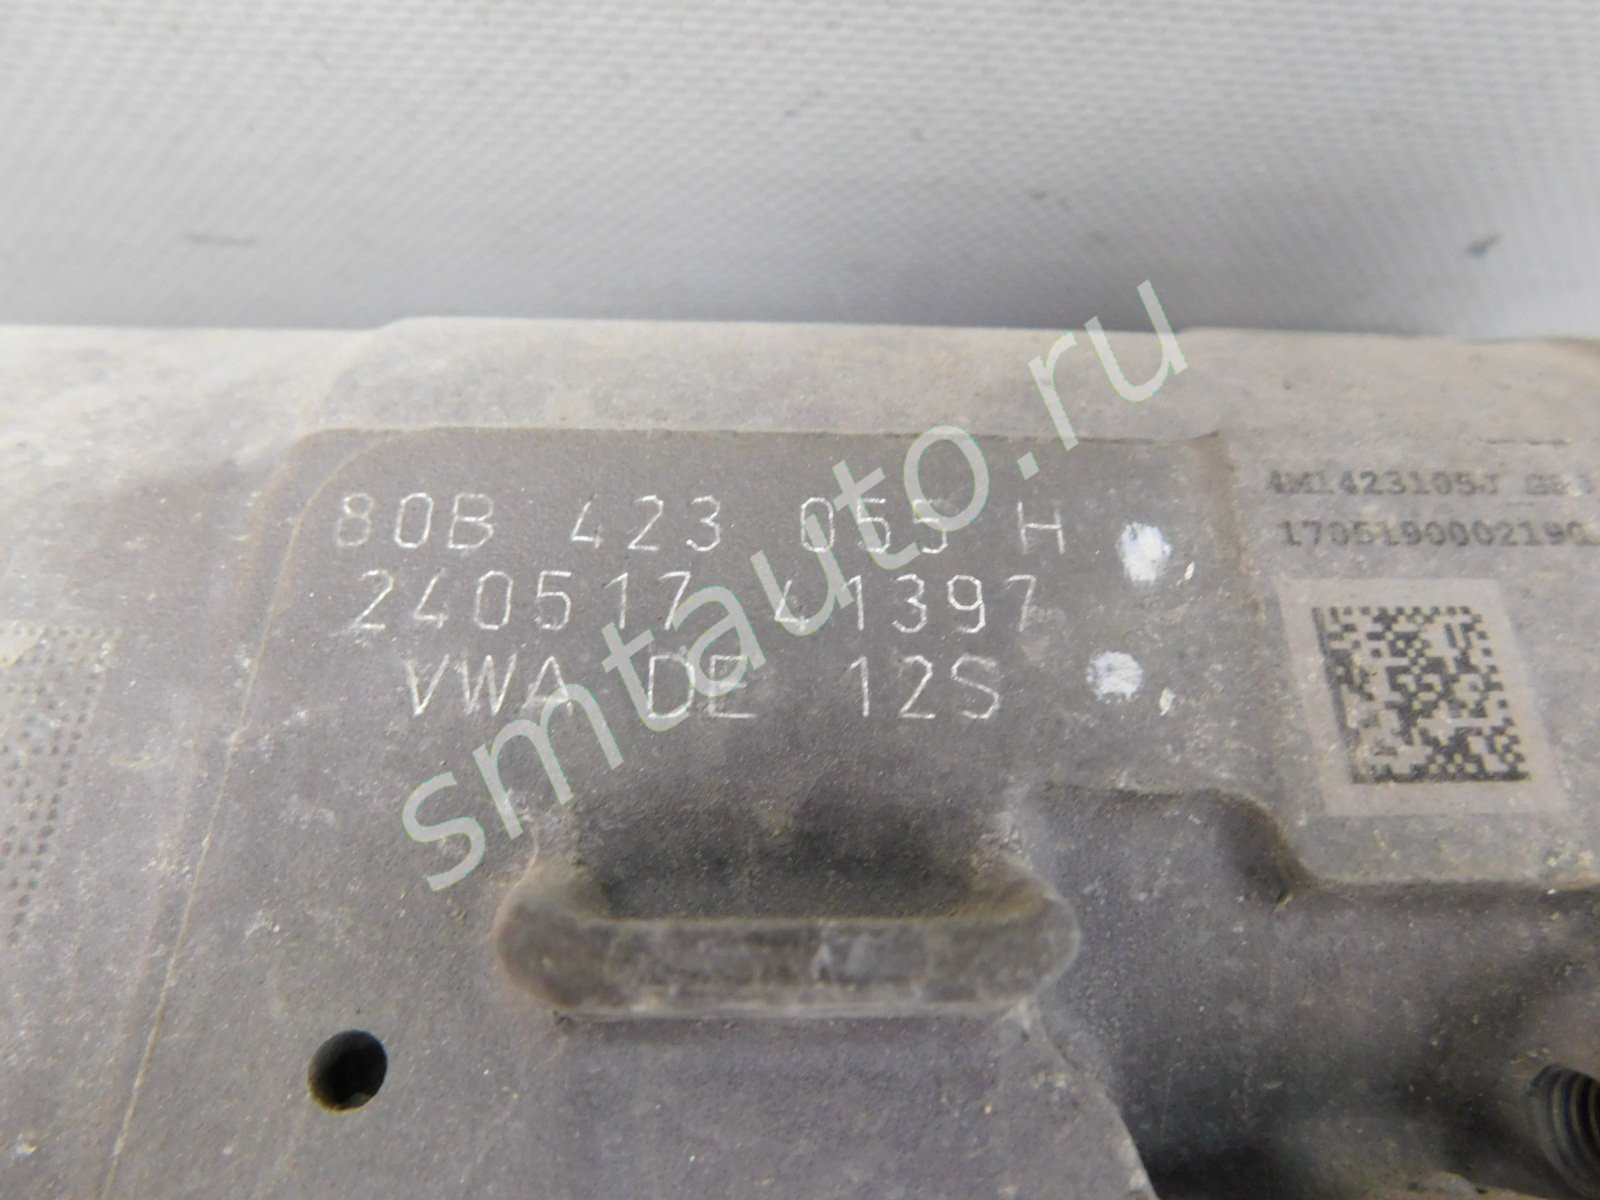 80B 423 055 H
240517 41397
VWA DE 12S
4M1423105J
17051900021901
smtauto.ru